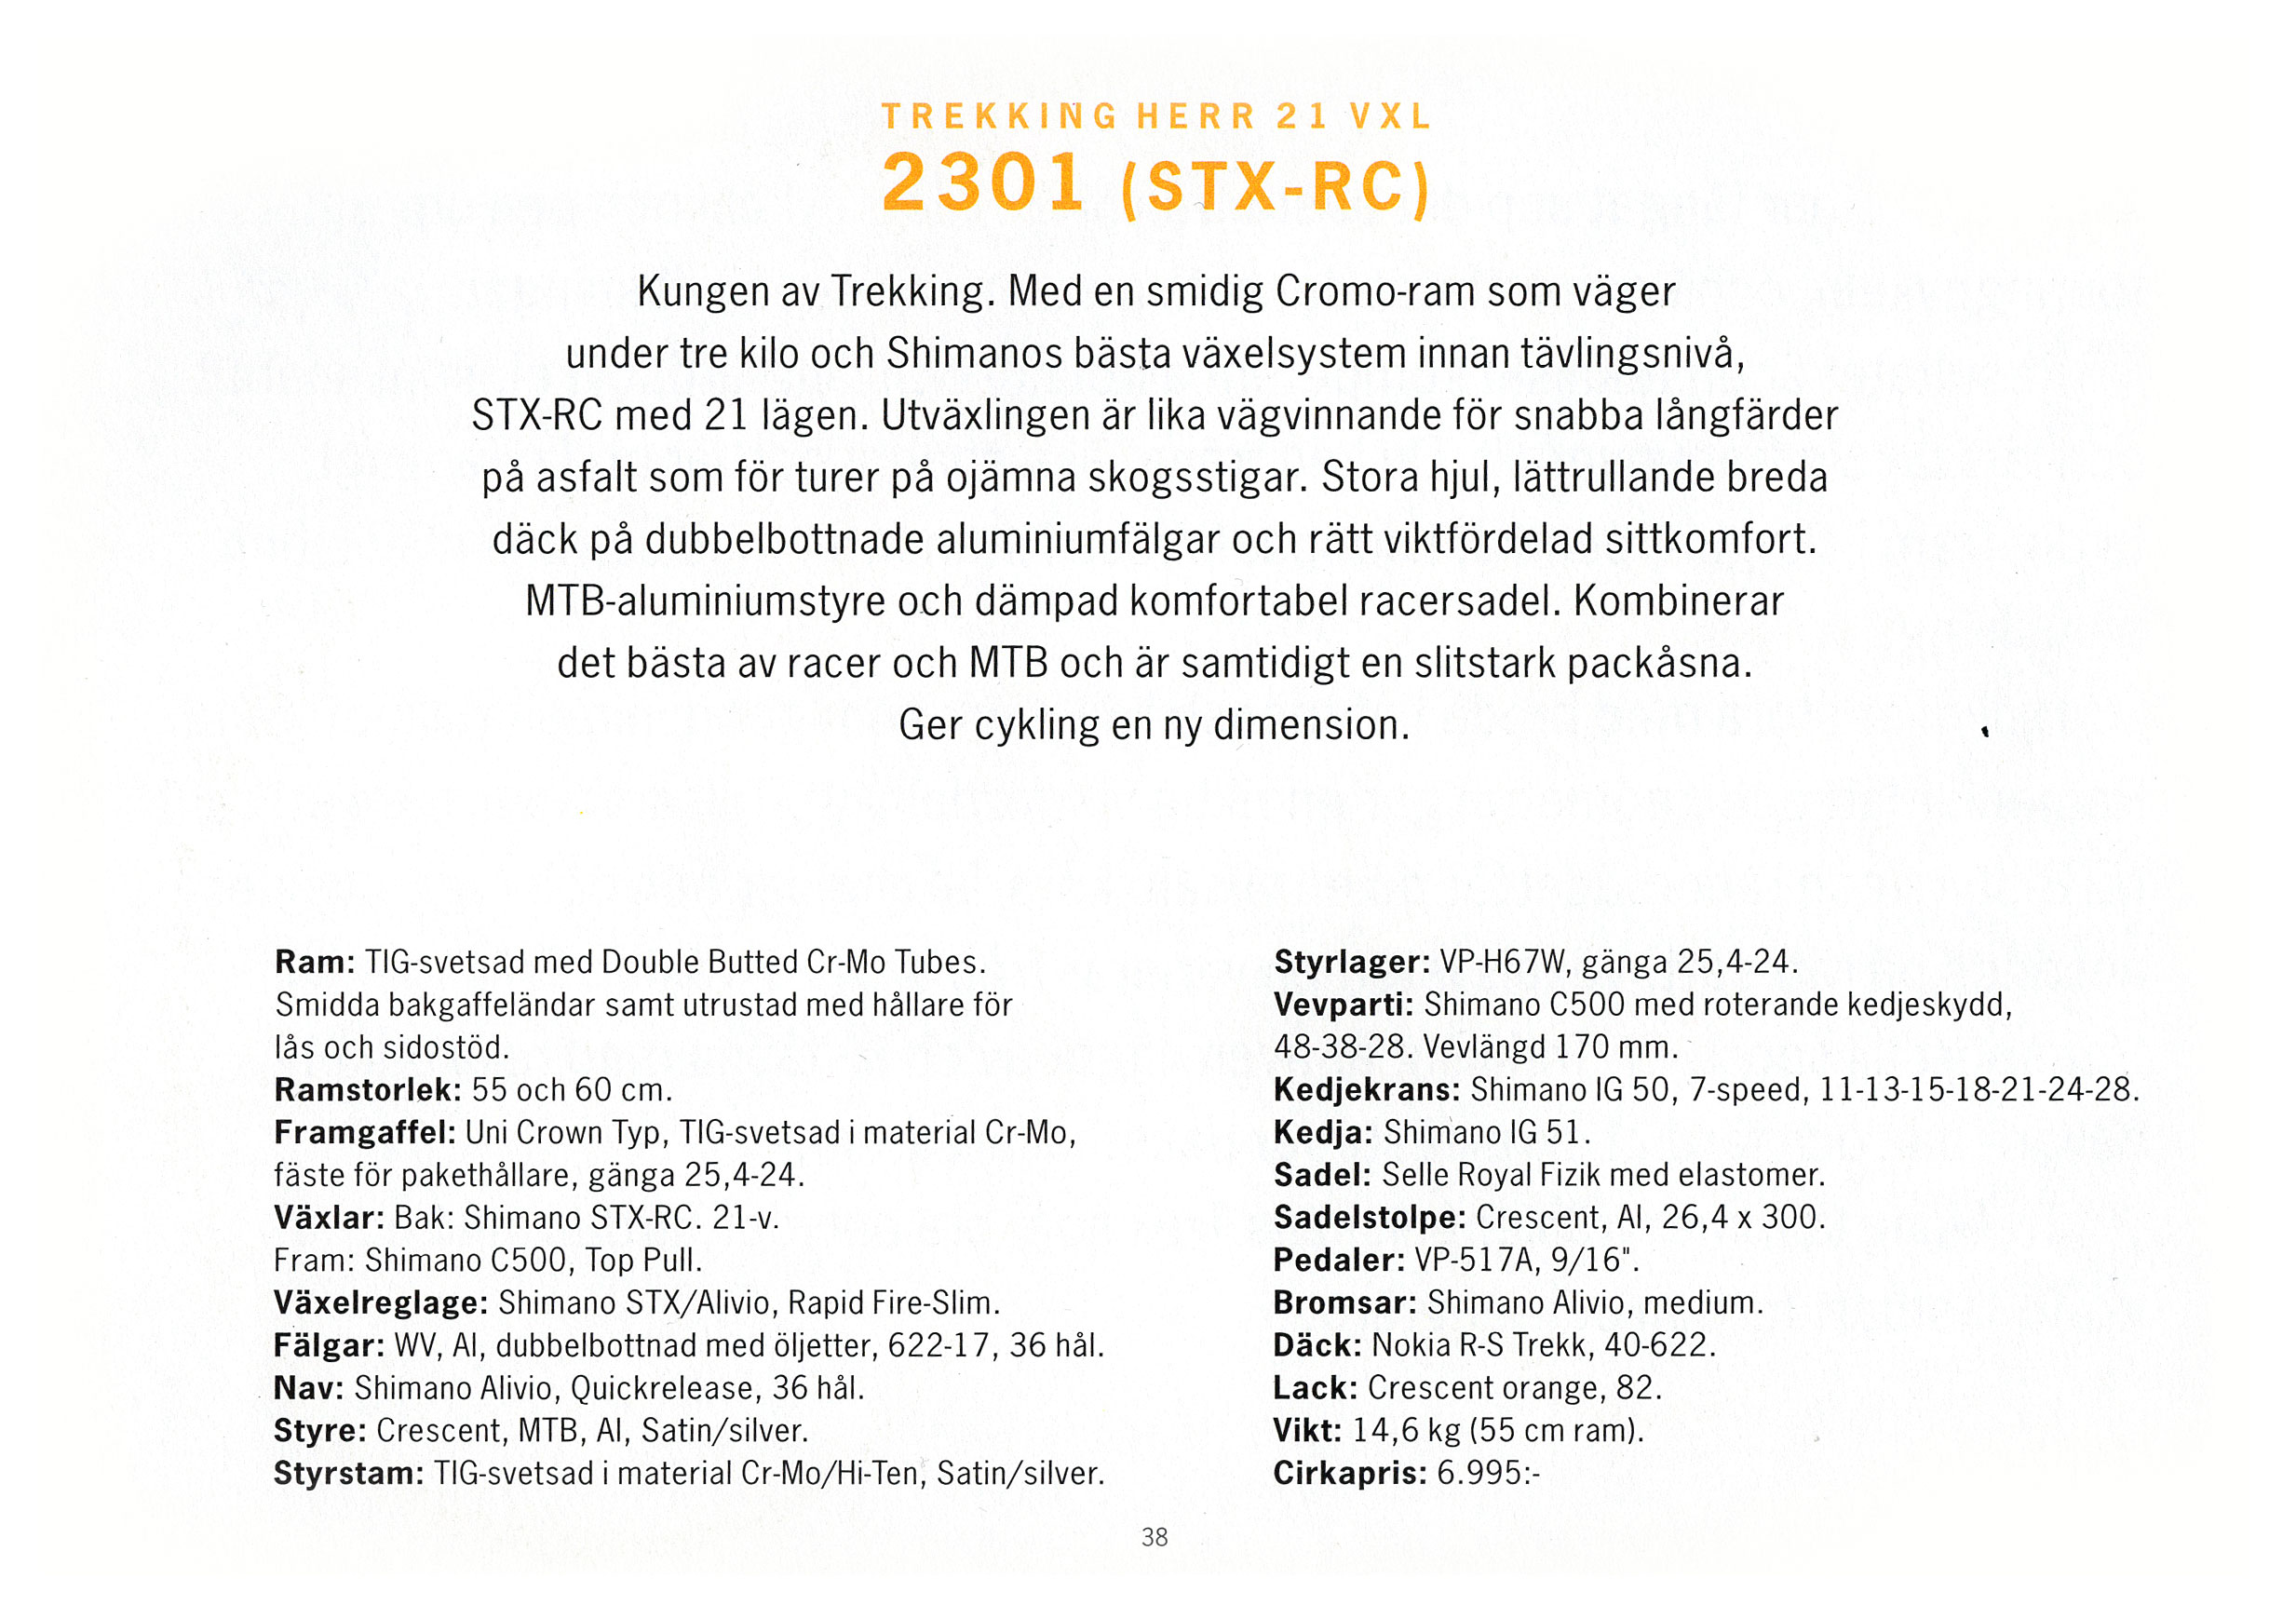 TREKKING HERR 21 VXL
2301 (STX-RC)
Kungen av Trekking. Med en smidig Cromo-ram som väger
under tre kilo och Shimanos bästa växelsystem innan tävlingsnivå,
STX-RC med 21 lägen. Utväxlingen är lika vägvinnande för snabba långfärder
på asfalt som för turer på ojämna skogsstigar. Stora hjul, lättrullande breda
däck på dubbelbottnade aluminiumfälgar och rätt viktfördelad sittkomfort.
MTB-aluminiumstyre och dämpad komfortabel racersadel. Kombinerar
det bästa av racer och MTB och är samtidigt en slitstark packåsna.
Ger cykling en ny dimension.
Ram: TIG-svetsad med Double Butted Cr-Mo Tubes.
Smidda bakgaffeländar samt utrustad med hållare för
lås och sidostöd.
Ramstorlek: 55 och 60 cm.
Framgaffel: Uni Crown Typ, TIG-svetsad i material Cr-Mo,
fäste för pakethållare, gänga 25,4-24.
Växlar: Bak: Shimano STX-RC. 21-v.
Fram: Shimano C500, Top Pull.
Växelreglage: Shimano STX/Alivio, Rapid Fire-Slim.
Fälgar: WV, Al, dubbelbottnad med öljetter, 622-17, 36 hål.
Nav: Shimano Alivio, Quickrelease, 36 hål.
Styre: Crescent, MTB, Al, Satin/silver.
Styrstam: TIG-svetsad i material Cr-Mo/Hi-Ten, Satin/silver.
Styrlager: VP-H67W, gänga 25,4-24.
Vevparti: Shimano C500 med roterande kedjeskydd,
48-38-28. Vevlängd 170 mm.
Kedjekrans: Shimano IG 50, 7-speed, 11-13-15-18-21-24-28.
Kedja: Shimano IG 51.
Sadel: Selle Royal Fizik med elastomer.
Sadelstolpe: Crescent, Al, 26,4 x 300.
Pedaler: VP-517A, 9/16".
Bromsar: Shimano Alivio, medium.
Däck: Nokia R-S Trekk, 40-622.
Lack: Crescent orange, 82.
Vikt: 14,6 kg (55 cm ram).
Cirkapris: 6.995:-
38